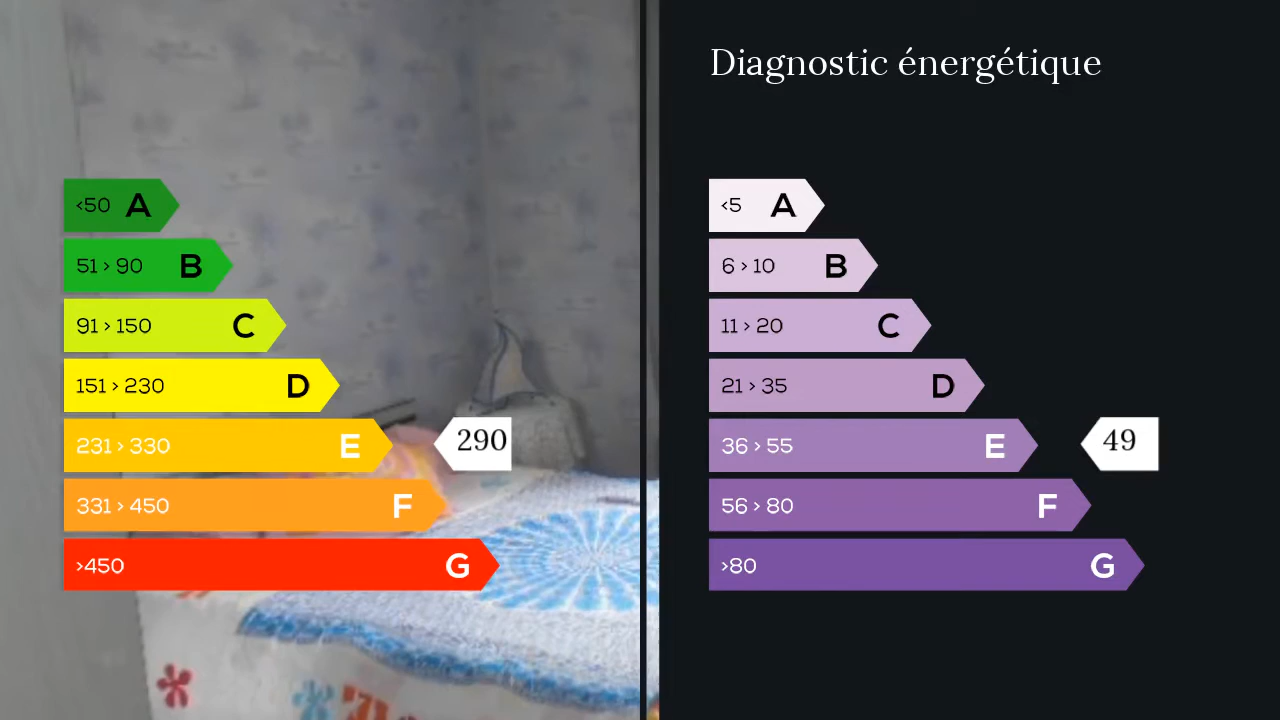 Diagnostic énergétique
<50 A
51 > 90 B
91 > 150 C
151 > 230 D
231 > 330 E
290
331 > 450 F
>450 G
<5 A
6 > 10 B
11 > 20 C
21 > 35 D
36 > 55 E
49
56 > 80 F
>80 G